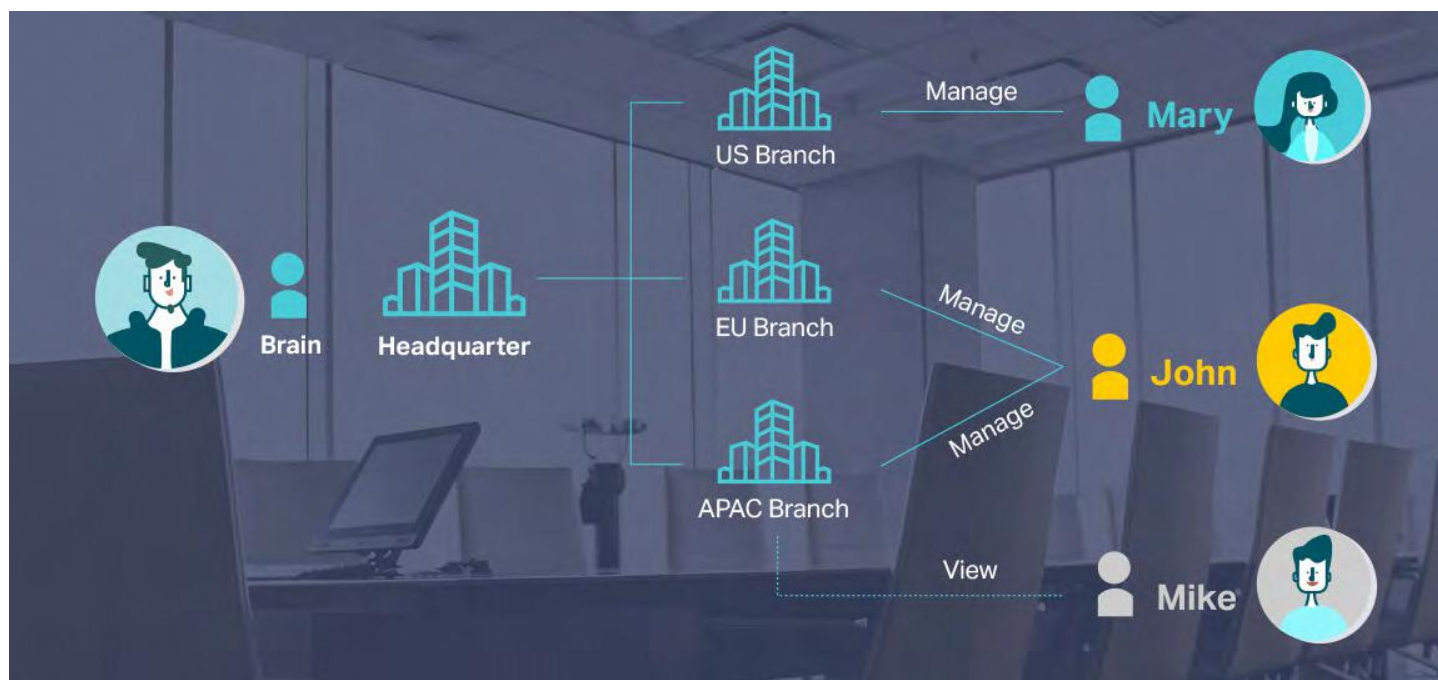 Manage
Mary
US Branch
Brain
Headquarter
EU Branch
Manage
John
Manage
APAC Branch
View
Mike